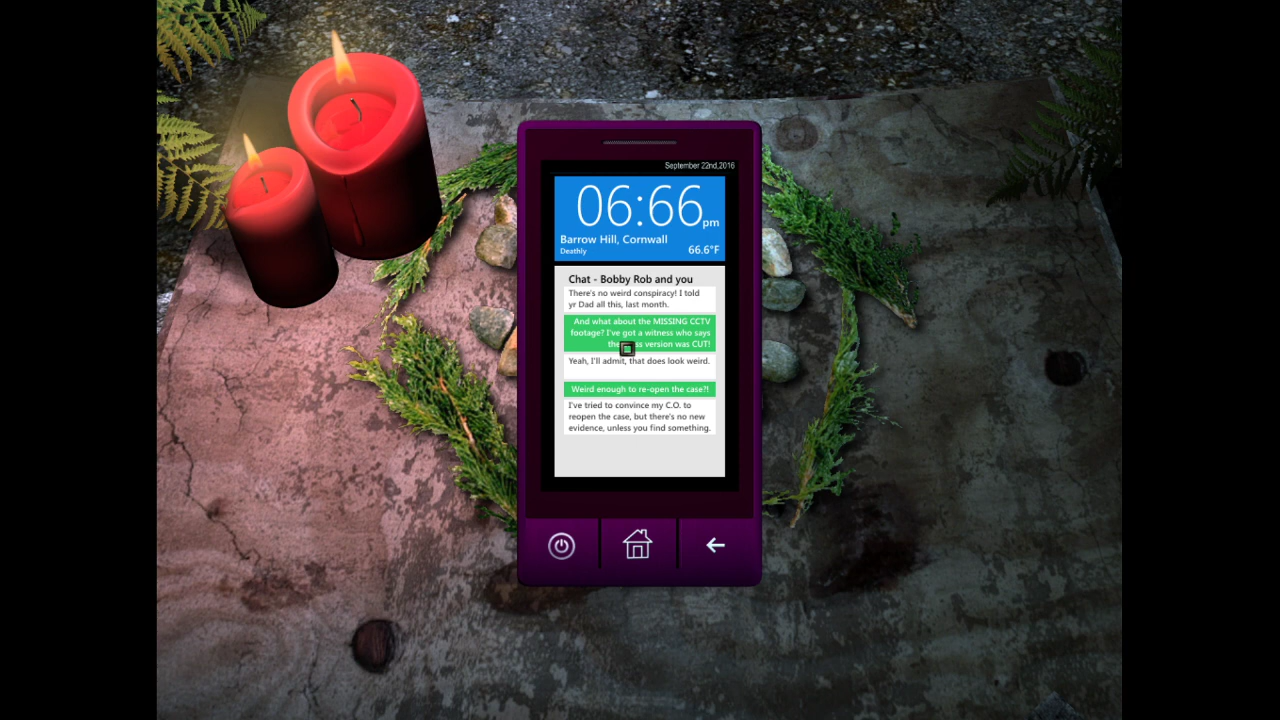 September 22nd,2016
06:66pm
Barrow Hill, Cornwall
Deathly 66.6°F
Chat - Bobby Rob and you
There's no weird conspiracy! I told
yr Dad all this, last month.
And what about the MISSING CCTV
footage? I've got a witness who says
the version was CUT!
Yeah, I'll admit, that does look weird.
Weird enough to re-open the case?!
I've tried to convince my C.O. to
reopen the case, but there's no new
evidence, unless you find something.